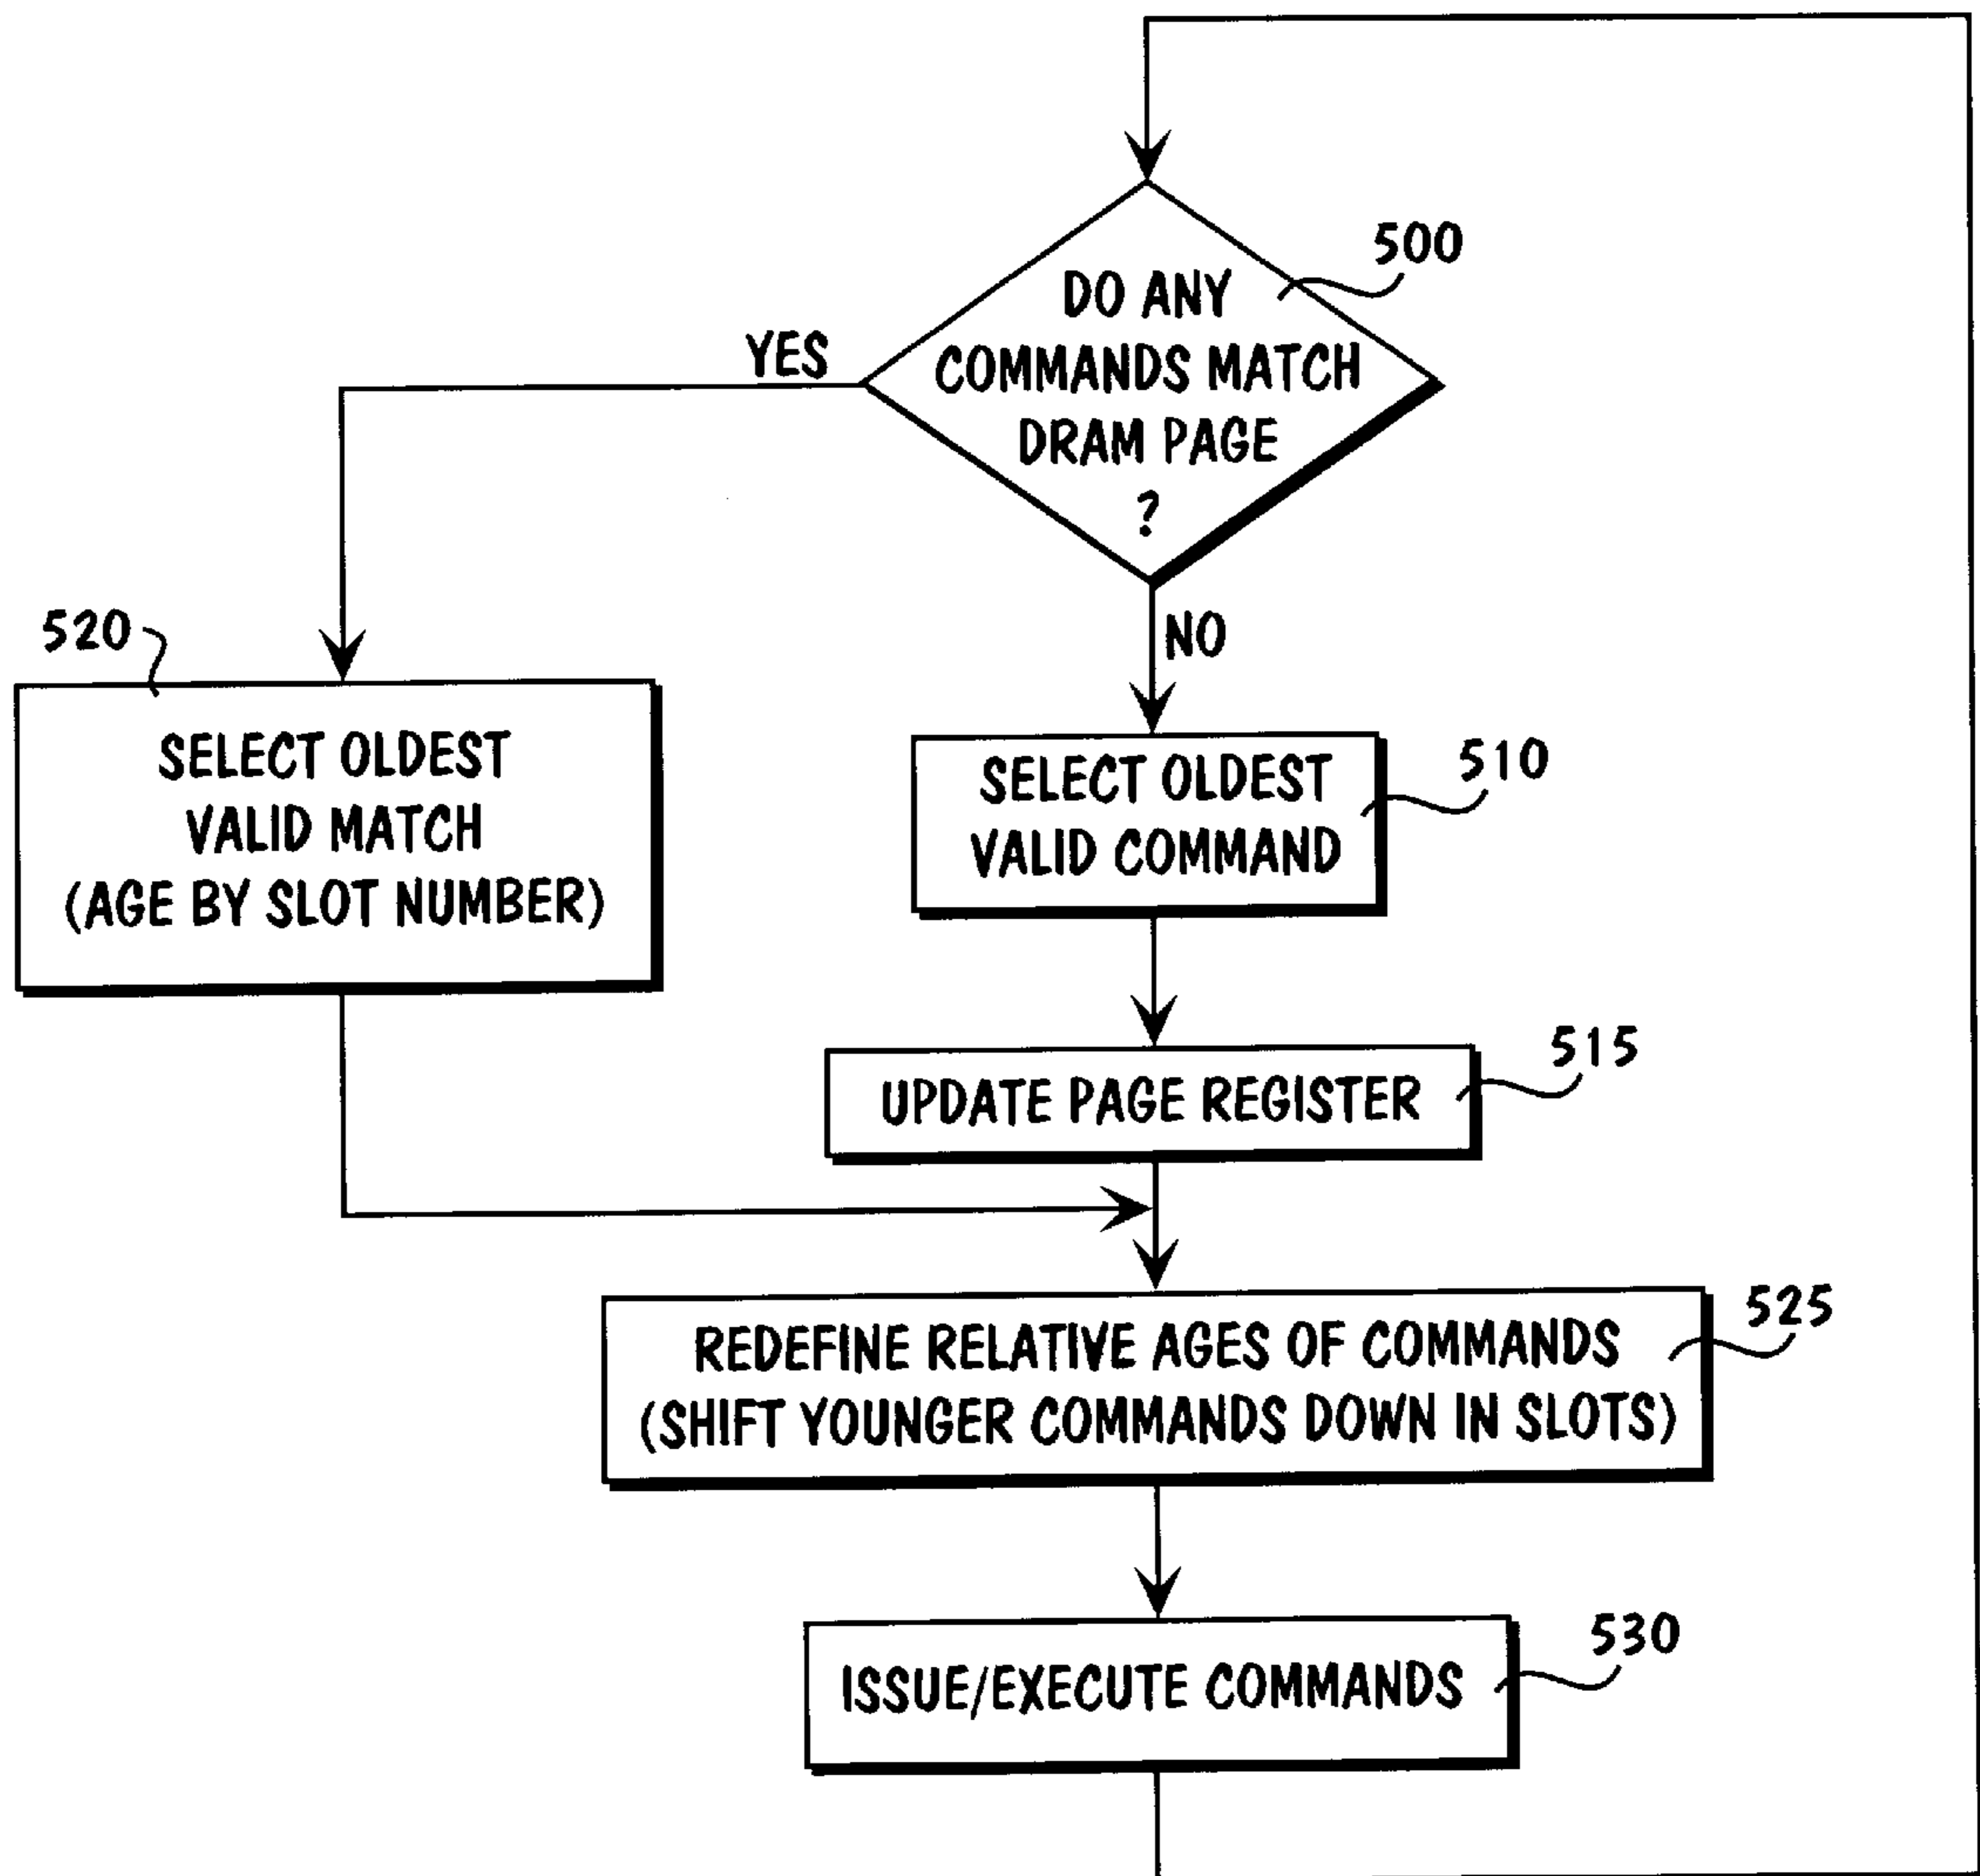 500
DO ANY
COMMANDS MATCH
DRAM PAGE
?
YES
NO
520
SELECT OLDEST
VALID MATCH
(AGE BY SLOT NUMBER)
510
SELECT OLDEST
VALID COMMAND
515
UPDATE PAGE REGISTER
525
REDEFINE RELATIVE AGES OF COMMANDS
(SHIFT YOUNGER COMMANDS DOWN IN SLOTS)
530
ISSUE/EXECUTE COMMANDS